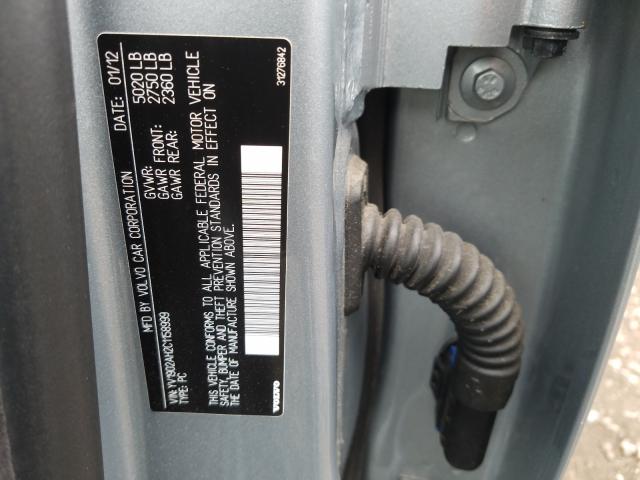 MFD BY VOLVO CAR CORPORATION DATE: 01/12
GVWR: 5020 LB
GAWR FRONT: 2750 LB
GAWR REAR: 2360 LB
VIN: YV1902AH2C1158999
TYPE: PC
THIS VEHICLE CONFORMS TO ALL APPLICABLE FEDERAL MOTOR VEHICLE
SAFETY, BUMPER AND THEFT PREVENTION STANDARDS IN EFFECT ON
THE DATE OF MANUFACTURE SHOWN ABOVE.
VOLVO 31276842